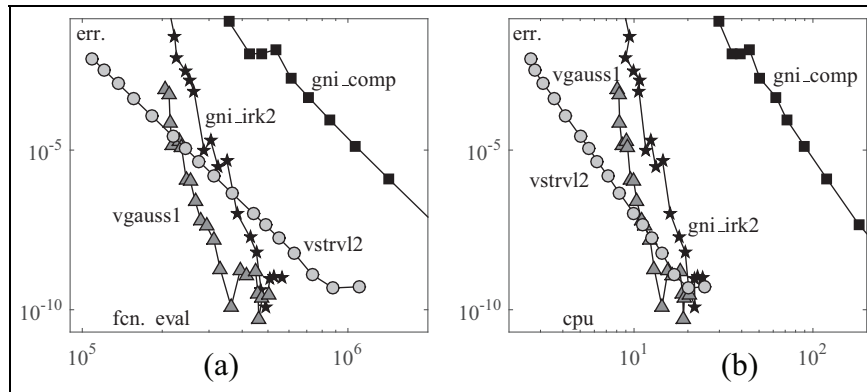 err.
gni_comp
gni_irk2
vgauss1
vstrvl2
fcn. eval
10^-5
10^-10
10^5
10^6
(a)
err.
vgauss1
gni_comp
vstrvl2
gni_irk2
cpu
10^-5
10^-10
10^1
10^2
(b)